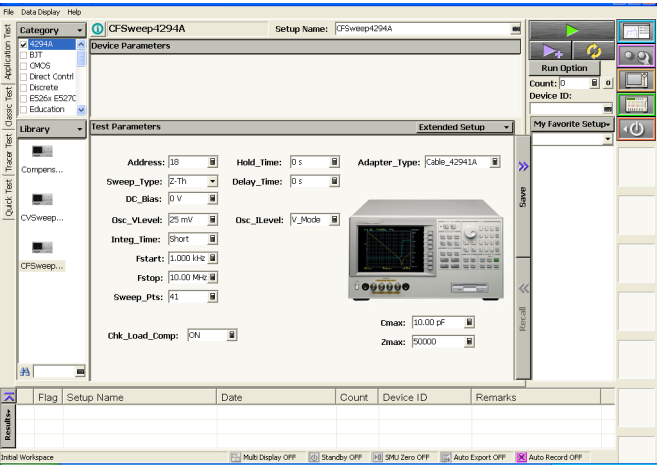 File Data Display Help
Category
4294A
BJT
CMOS
Direct Contrl
Discrete
E526x E527C
Education
Library
Compens...
CVSweep...
CFSweep...
Application Test
Classic Test
Tracer Test
Quick Test
CFSweep4294A
Setup Name: CFSweep4294A
Device Parameters
Test Parameters
Extended Setup
Address: 18
Hold_Time: 0 s
Adapter_Type: Cable_42941A
Sweep_Type: Z-Th
Delay_Time: 0 s
DC_Bias: 0 V
Osc_VLevel: 25 mV
Osc_ILevel: V_Mode
Integ_Time: Short
Fstart: 1.000 kHz
Fstop: 10.00 MHz
Sweep_Pts: 41
Cmax: 10.00 pF
Chk_Load_Comp: ON
Zmax: 50000
Save
Recall
Run Option
Count: 0
0
Device ID:
My Favorite Setup
Results
Flag Setup Name Date Count Device ID Remarks
Initial Workspace
Multi Display OFF Standby OFF SMU Zero OFF Auto Export OFF Auto Record OFF